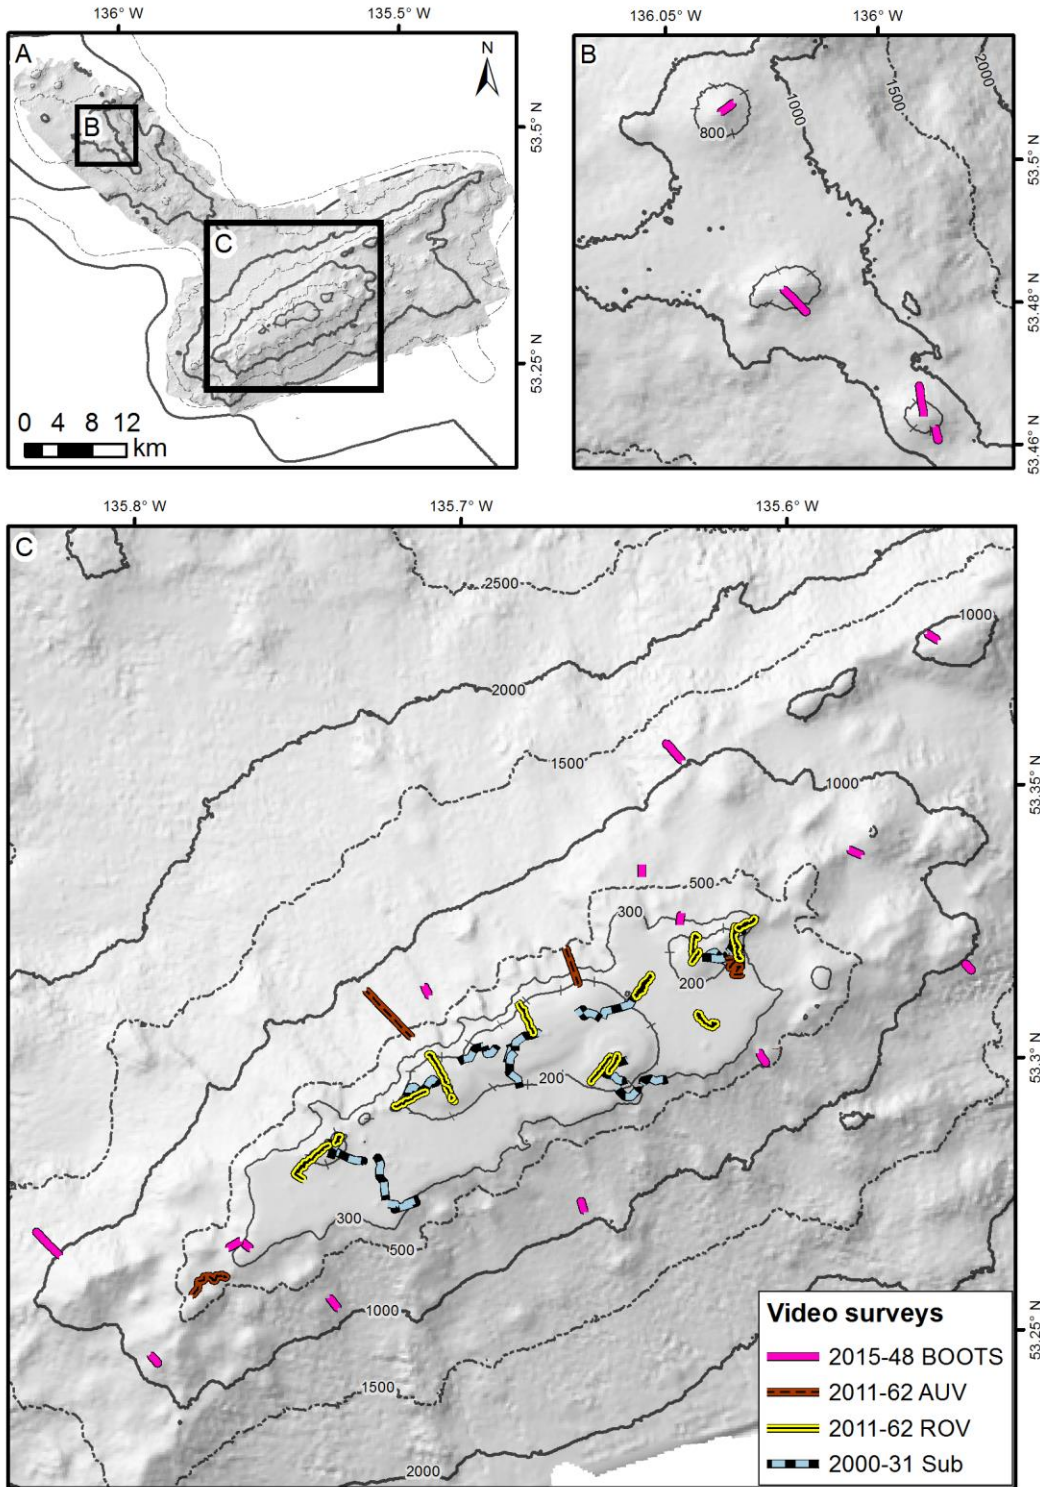 136° W
135.5° W
A
N
B
C
53.5° N
53.25° N
0 4 8 12
km
136.05° W
136° W
B
800
1000
1500
2000
53.5° N
53.48° N
53.46° N
135.8° W
135.7° W
135.6° W
C
2500
1000
2000
1500
1000
53.35° N
500
300
200
53.3° N
200
300
500
1000
53.25° N
1500
2000
Video surveys
2015-48 BOOTS
2011-62 AUV
2011-62 ROV
2000-31 Sub